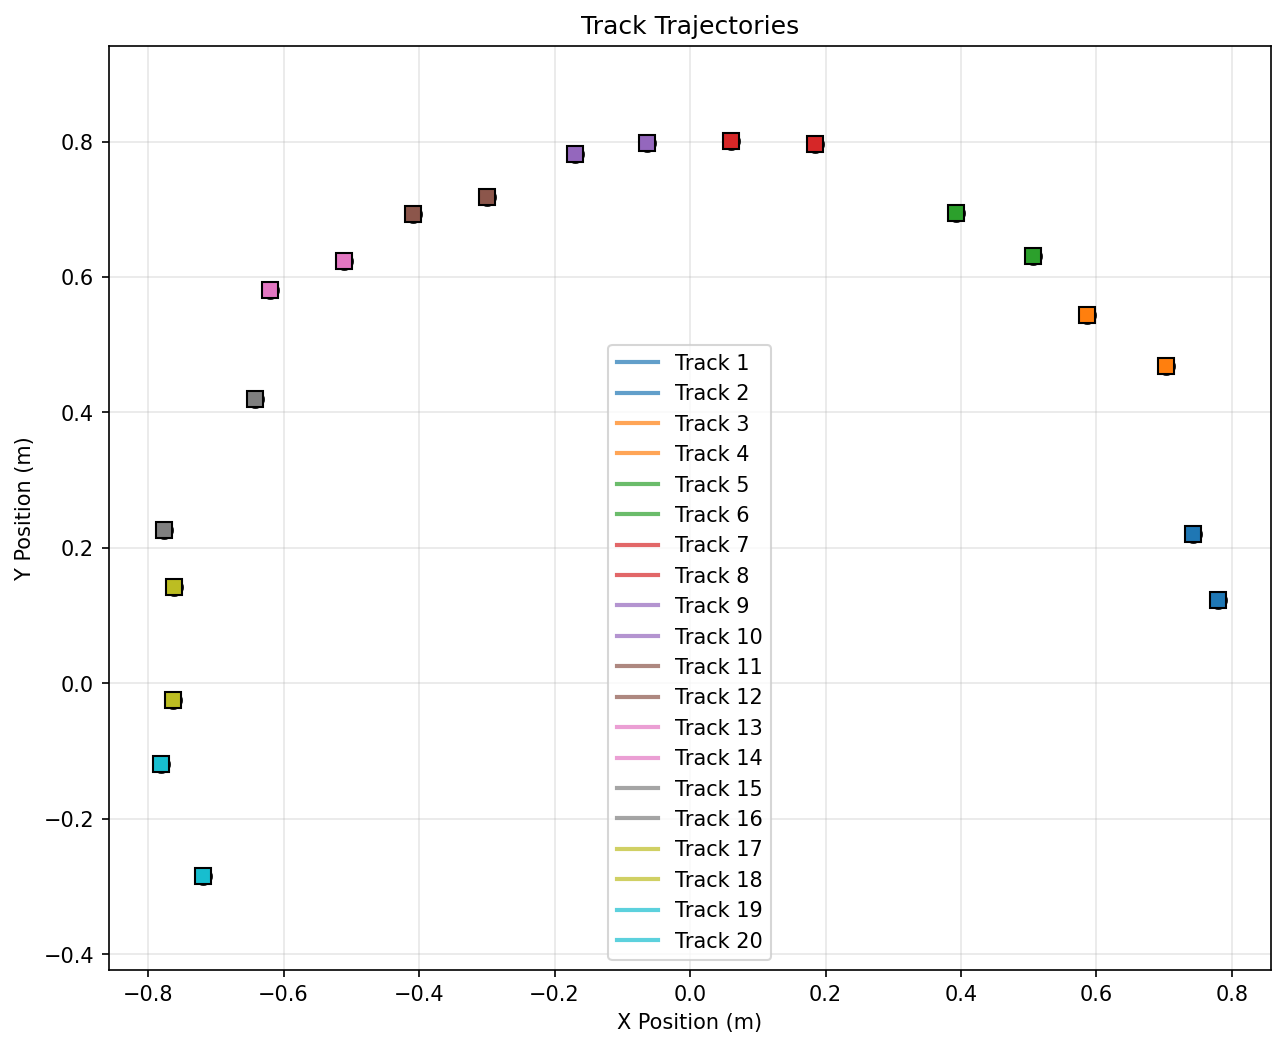 Track Trajectories
Y Position (m)
0.8
0.6
0.4
0.2
0.0
−0.2
−0.4
Track 1
Track 2
Track 3
Track 4
Track 5
Track 6
Track 7
Track 8
Track 9
Track 10
Track 11
Track 12
Track 13
Track 14
Track 15
Track 16
Track 17
Track 18
Track 19
Track 20
−0.8 −0.6 −0.4 −0.2 0.0 0.2 0.4 0.6 0.8
X Position (m)